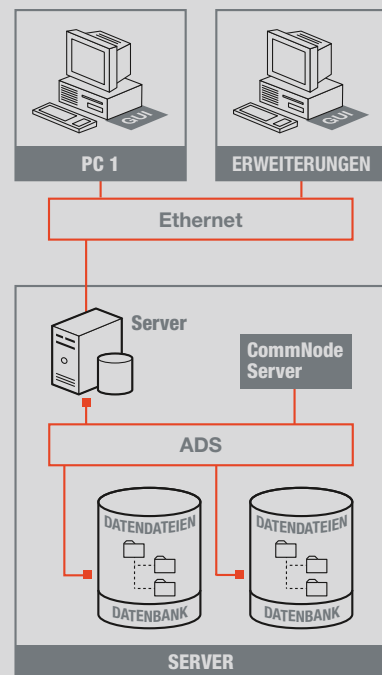 GUI
GUI
PC 1
ERWEITERUNGEN
Ethernet
Server
CommNode
Server
ADS
DATENDATEIEN
DATENDATEIEN
DATENBANK
DATENBANK
SERVER